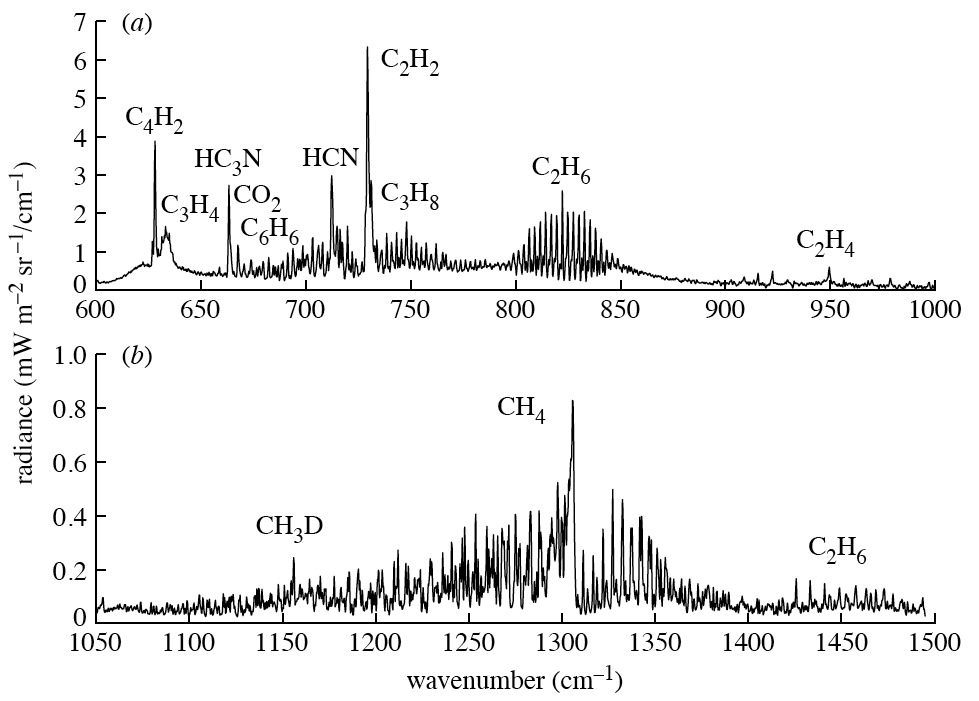 7 (a)
6
5
4
3
2
1
0
C₂H₂
C₄H₂
HC₃N HCN
C₂H₆
CO₂ C₃H₈
C₃H₄
C₆H₆
C₂H₄
600 650 700 750 800 850 900 950 1000
radiance (mW m⁻² sr⁻¹/cm⁻¹)
1.0 (b)
0.8
0.6
0.4
0.2
0
CH₄
CH₃D
C₂H₆
1050 1100 1150 1200 1250 1300 1350 1400 1450 1500
wavenumber (cm⁻¹)